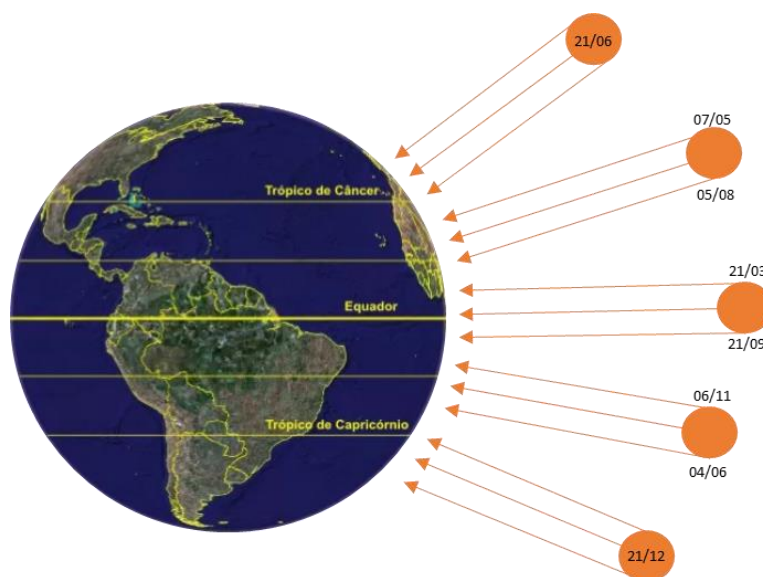 21/06
07/05
05/08
Trópico de Câncer
21/03
Equador
21/09
06/11
Trópico de Capricórnio
04/06
21/12